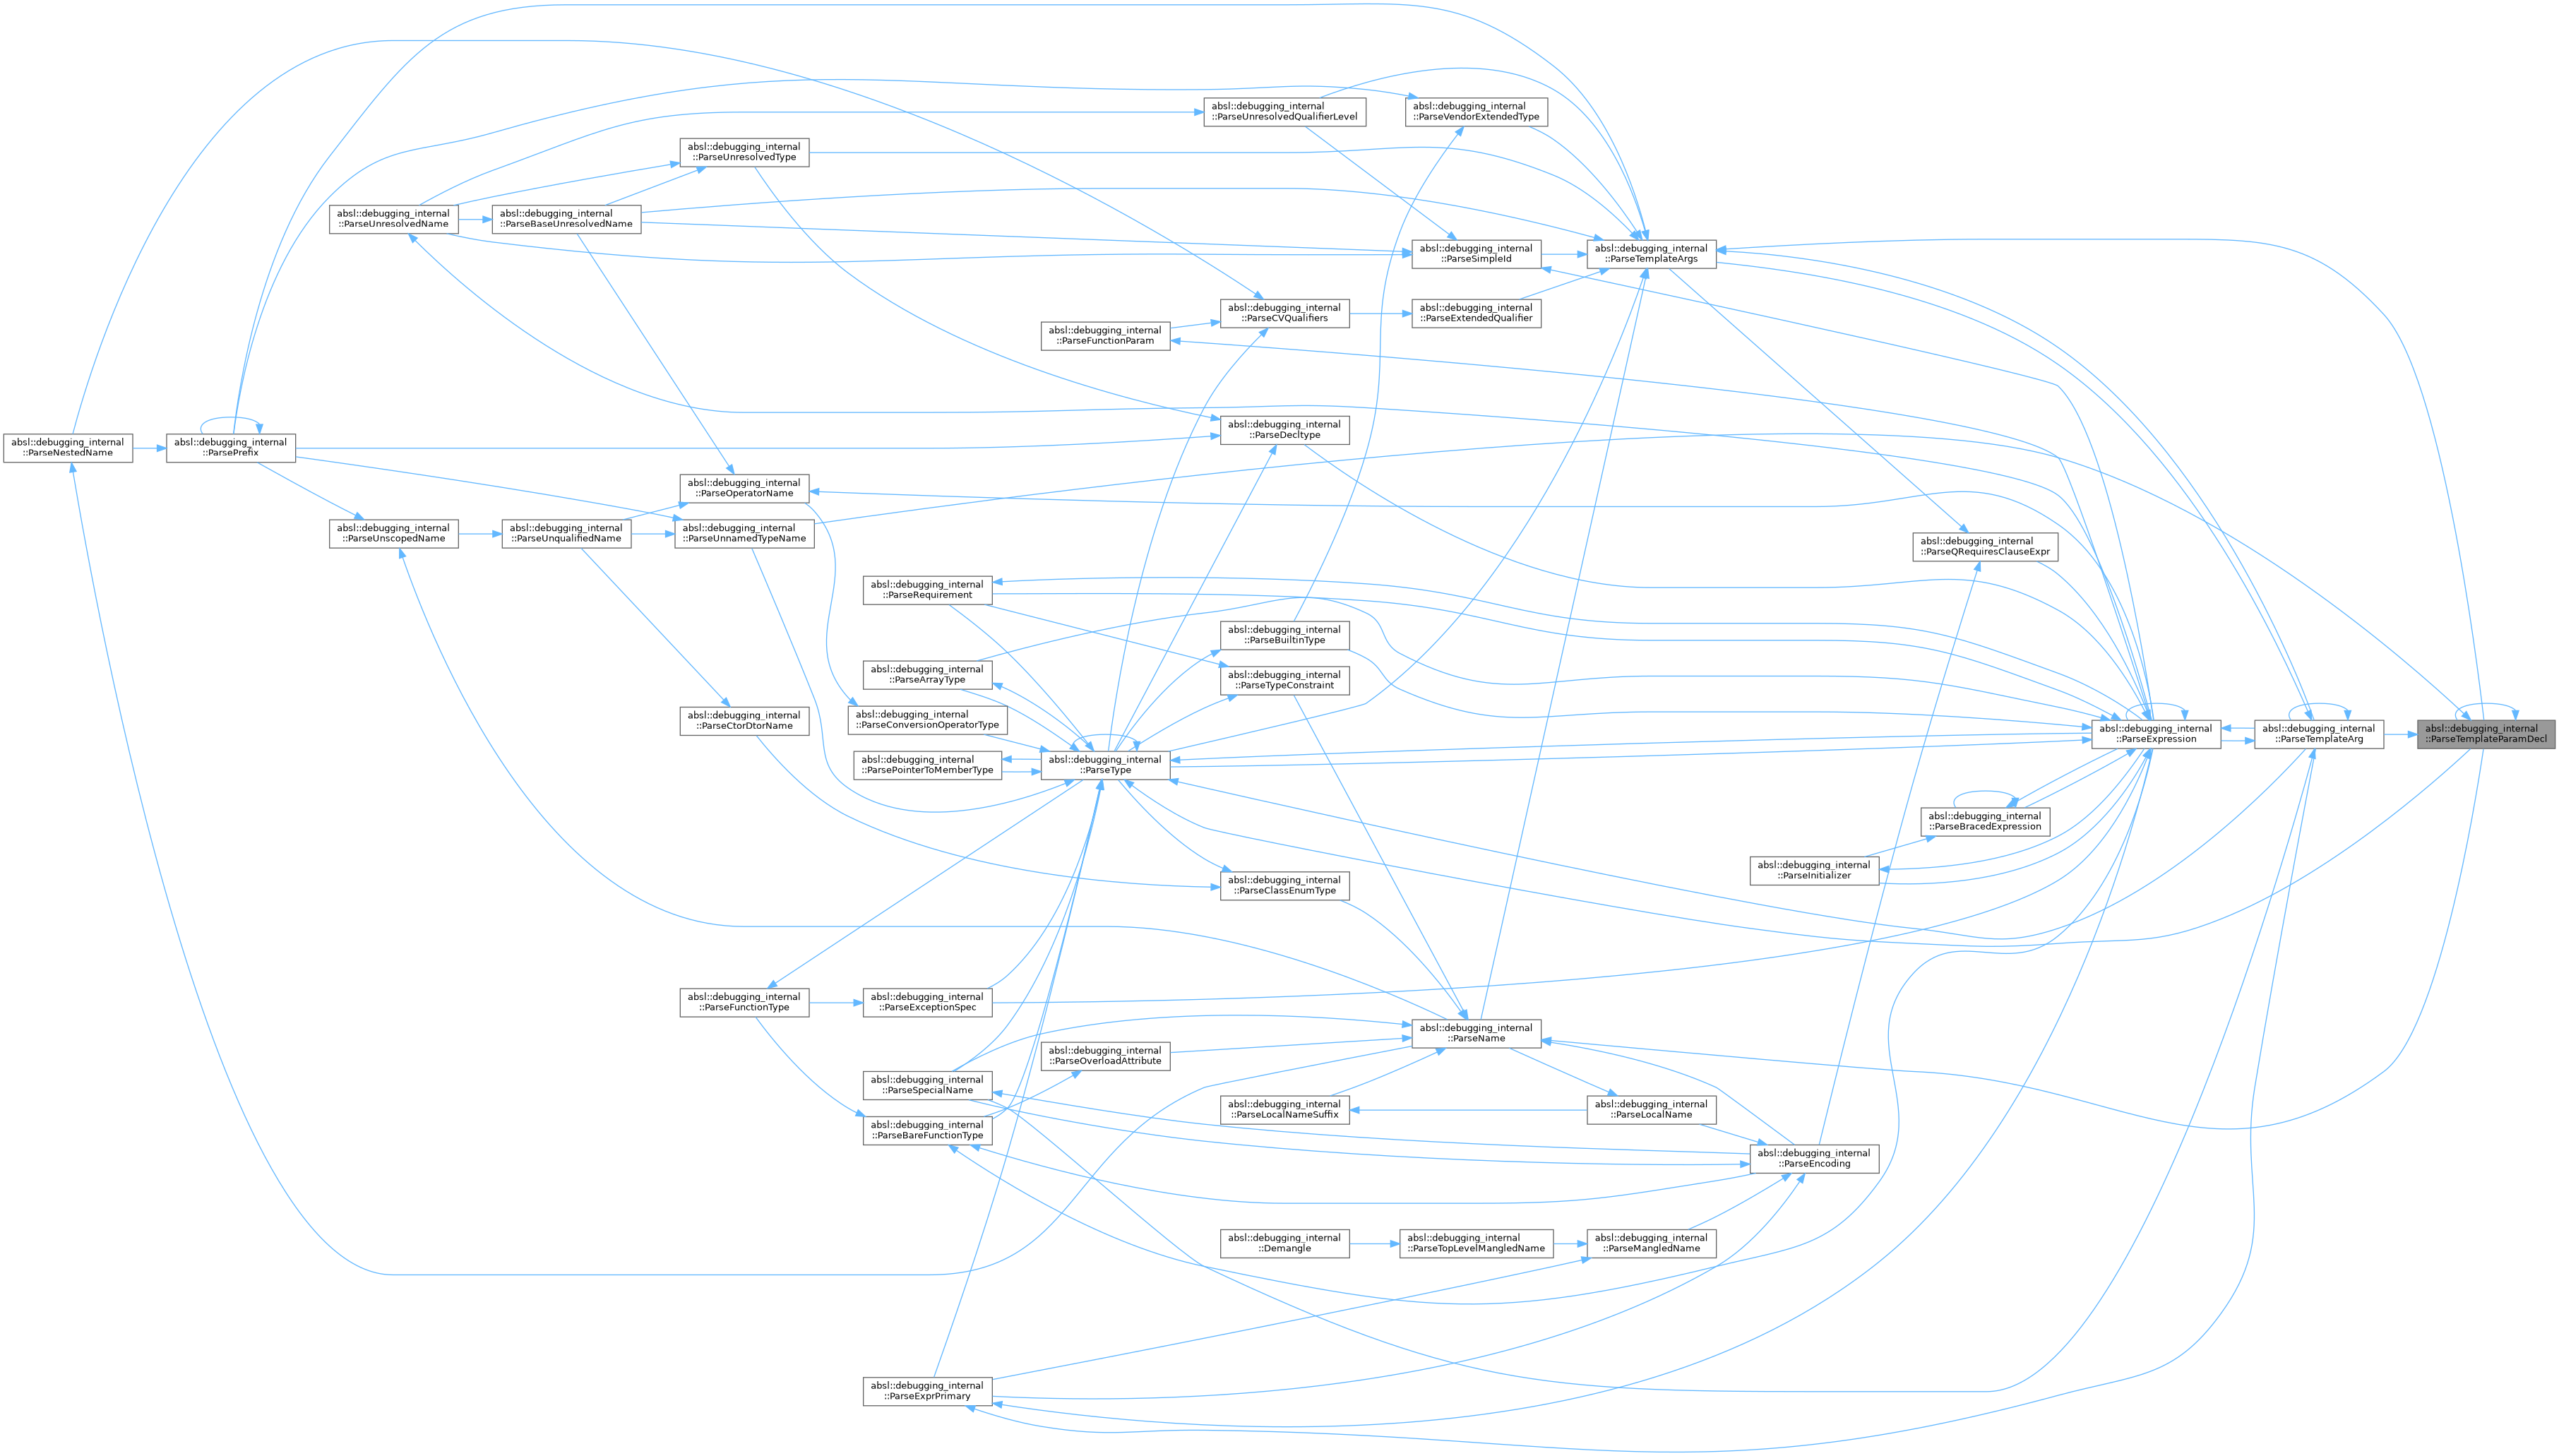 absl::debugging_internal
::ParseUnresolvedQualifierLevel
absl::debugging_internal
::ParseVendorExtendedType
absl::debugging_internal
::ParseUnresolvedType
absl::debugging_internal
::ParseUnresolvedName
absl::debugging_internal
::ParseBaseUnresolvedName
absl::debugging_internal
::ParseSimpleId
absl::debugging_internal
::ParseTemplateArgs
absl::debugging_internal
::ParseCVQualifiers
absl::debugging_internal
::ParseExtendedQualifier
absl::debugging_internal
::ParseFunctionParam
absl::debugging_internal
::ParseDecltype
absl::debugging_internal
::ParseNestedName
absl::debugging_internal
::ParsePrefix
absl::debugging_internal
::ParseOperatorName
absl::debugging_internal
::ParseUnscopedName
absl::debugging_internal
::ParseUnqualifiedName
absl::debugging_internal
::ParseUnnamedTypeName
absl::debugging_internal
::ParseQRequiresClauseExpr
absl::debugging_internal
::ParseRequirement
absl::debugging_internal
::ParseBuiltinType
absl::debugging_internal
::ParseArrayType
absl::debugging_internal
::ParseTypeConstraint
absl::debugging_internal
::ParseCtorDtorName
absl::debugging_internal
::ParseConversionOperatorType
absl::debugging_internal
::ParseExpression
absl::debugging_internal
::ParseTemplateArg
absl::debugging_internal
::ParseTemplateParamDecl
absl::debugging_internal
::ParsePointerToMemberType
absl::debugging_internal
::ParseType
absl::debugging_internal
::ParseBracedExpression
absl::debugging_internal
::ParseInitializer
absl::debugging_internal
::ParseClassEnumType
absl::debugging_internal
::ParseFunctionType
absl::debugging_internal
::ParseExceptionSpec
absl::debugging_internal
::ParseName
absl::debugging_internal
::ParseOverloadAttribute
absl::debugging_internal
::ParseSpecialName
absl::debugging_internal
::ParseLocalNameSuffix
absl::debugging_internal
::ParseLocalName
absl::debugging_internal
::ParseBareFunctionType
absl::debugging_internal
::ParseEncoding
absl::debugging_internal
::Demangle
absl::debugging_internal
::ParseTopLevelMangledName
absl::debugging_internal
::ParseMangledName
absl::debugging_internal
::ParseExprPrimary